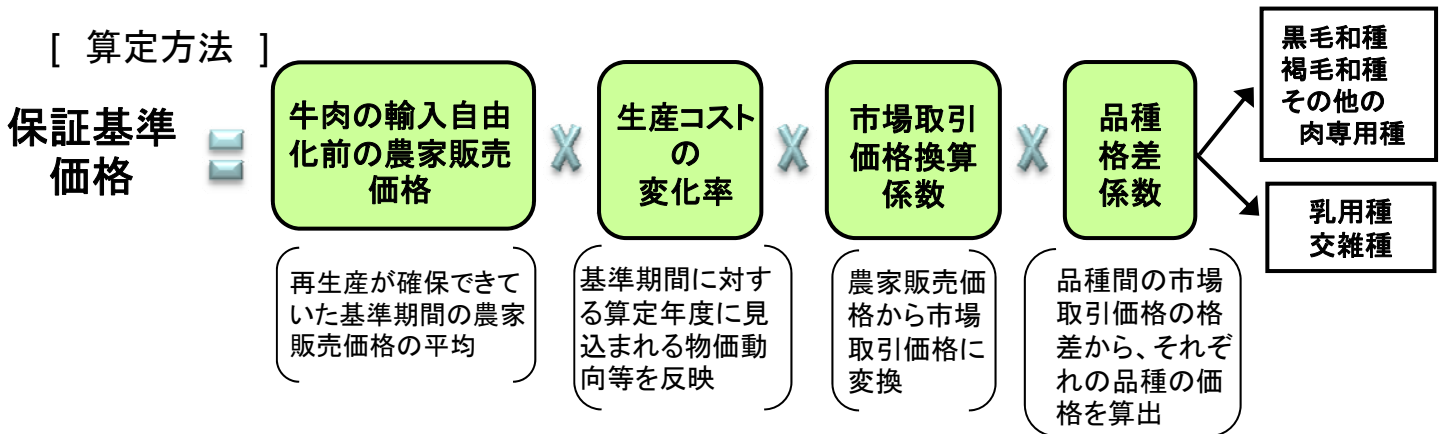 [ 算定方法 ]
保証基準
価格
牛肉の輸入自由
化前の農家販売
価格
生産コスト
の
変化率
市場取引
価格換算
係数
品種
格差
係数
黒毛和種
褐毛和種
その他の
肉専用種
乳用種
交雑種
再生産が確保できて
いた基準期間の農家
販売価格の平均
基準期間に対す
る算定年度に見
込まれる物価動
向等を反映
農家販売価
格から市場
取引価格に
変換
品種間の市場
取引価格の格
差から、それぞ
れの品種の価
格を算出